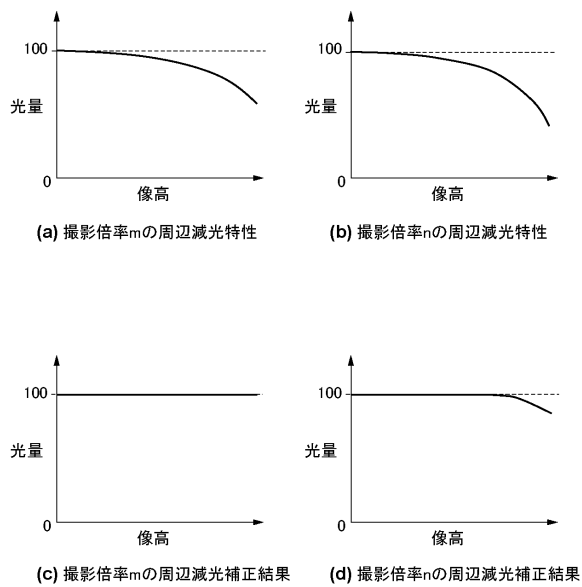 100
光量
0
像高
(a) 撮影倍率mの周辺減光特性
100
光量
0
像高
(b) 撮影倍率nの周辺減光特性
100
光量
0
像高
(c) 撮影倍率mの周辺減光補正結果
100
光量
0
像高
(d) 撮影倍率nの周辺減光補正結果